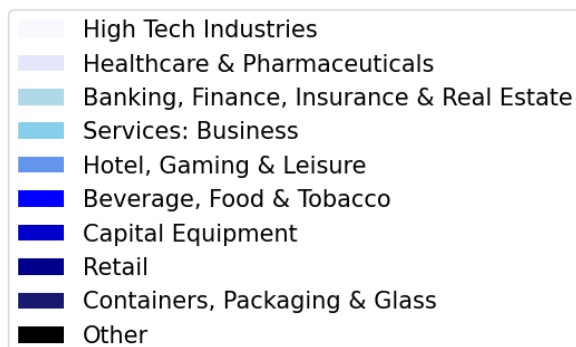 High Tech Industries
Healthcare & Pharmaceuticals
Banking, Finance, Insurance & Real Estate
Services: Business
Hotel, Gaming & Leisure
Beverage, Food & Tobacco
Capital Equipment
Retail
Containers, Packaging & Glass
Other